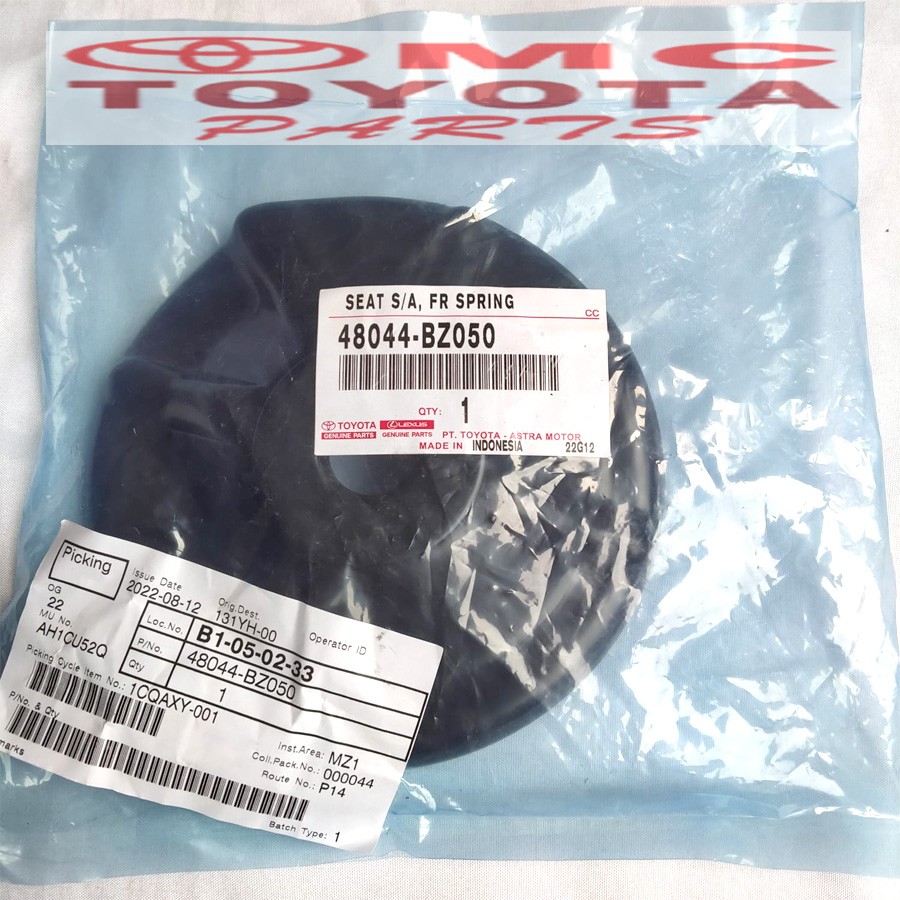 OMC
TOYOTA
PARTS
SEAT S/A, FR SPRING
CC
48044-BZ050
QTY: 1
TOYOTA LEXUS
GENUINE PARTS GENUINE PARTS PT. TOYOTA - ASTRA MOTOR
MADE IN INDONESIA 22G12
Picking
Issue Date
2022-08-12
Orig.Dest.
131YH-00
Operator ID
OG
22
MU No.
AH1CU52Q
Loc.No. B1-05-02-33
P/No. 48044-BZ050
Qty 1
Picking Cycle Item No.: 1CQAXY-001
P/No. & Qty
Inst.Area: MZ1
Coll.Pack.No.: 000044
Route No.: P14
Batch Type: 1